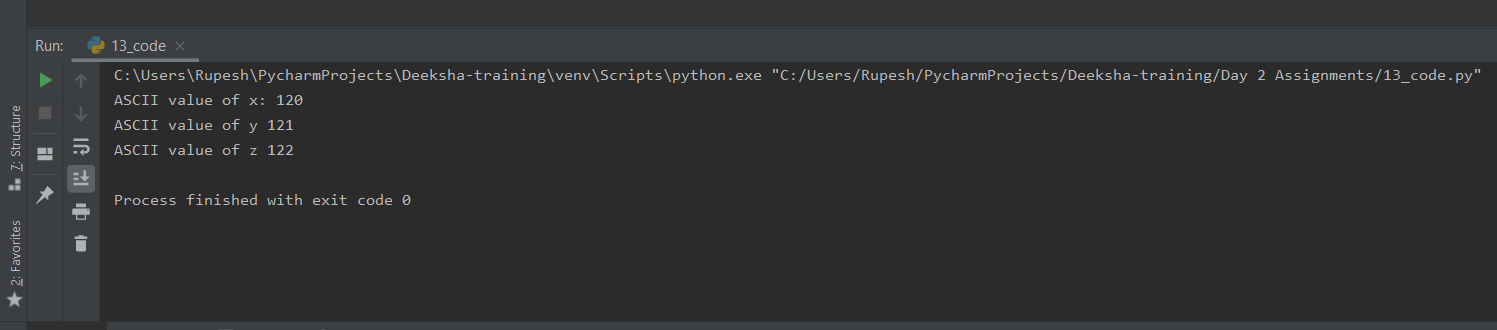 Run:
13_code
C:\Users\Rupesh\PycharmProjects\Deeksha-training\venv\Scripts\python.exe "C:/Users/Rupesh/PycharmProjects/Deeksha-training/Day 2 Assignments/13_code.py"
ASCII value of x: 120
ASCII value of y 121
ASCII value of z 122
Process finished with exit code 0
7: Structure
2: Favorites